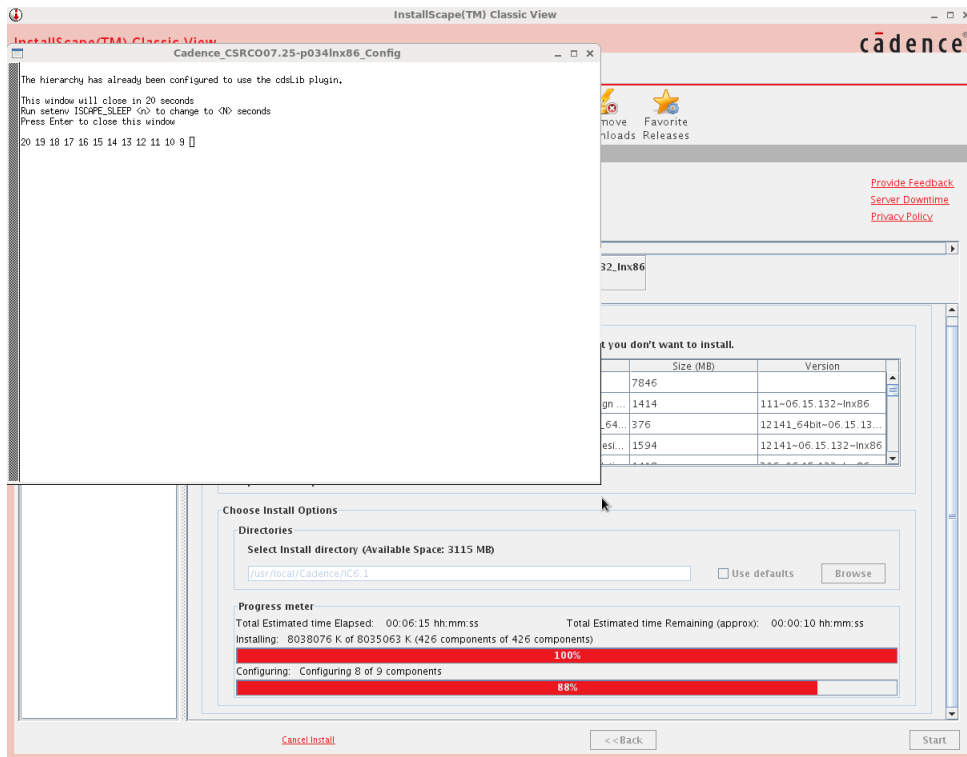 InstallScape(TM) Classic View
InstallScape(TM) Classic View
cādence®
Cadence_CSRCO07.25-p034lnx86_Config
The hierarchy has already been configured to use the cdsLib plugin.
This window will close in 20 seconds
Run setenv ISCAPE_SLEEP <n> to change to <N> seconds
Press Enter to close this window
20 19 18 17 16 15 14 13 12 11 10 9
move Favorite
nloads Releases
Provide Feedback
Server Downtime
Privacy Policy
32_lnx86
t you don't want to install.
Size (MB) Version
7846
gn ... 1414 111~06.15.132~lnx86
_64... 376 12141_64bit~06.15.13...
esi... 1594 12141~06.15.132~lnx86
Choose Install Options
Directories
Select Install directory (Available Space: 3115 MB)
/usr/local/Cadence/IC6.1 Use defaults Browse
Progress meter
Total Estimated time Elapsed: 00:06:15 hh:mm:ss Total Estimated time Remaining (approx): 00:00:10 hh:mm:ss
Installing: 8038076 K of 8035063 K (426 components of 426 components)
100%
Configuring: Configuring 8 of 9 components
88%
Cancel Install <<Back Start